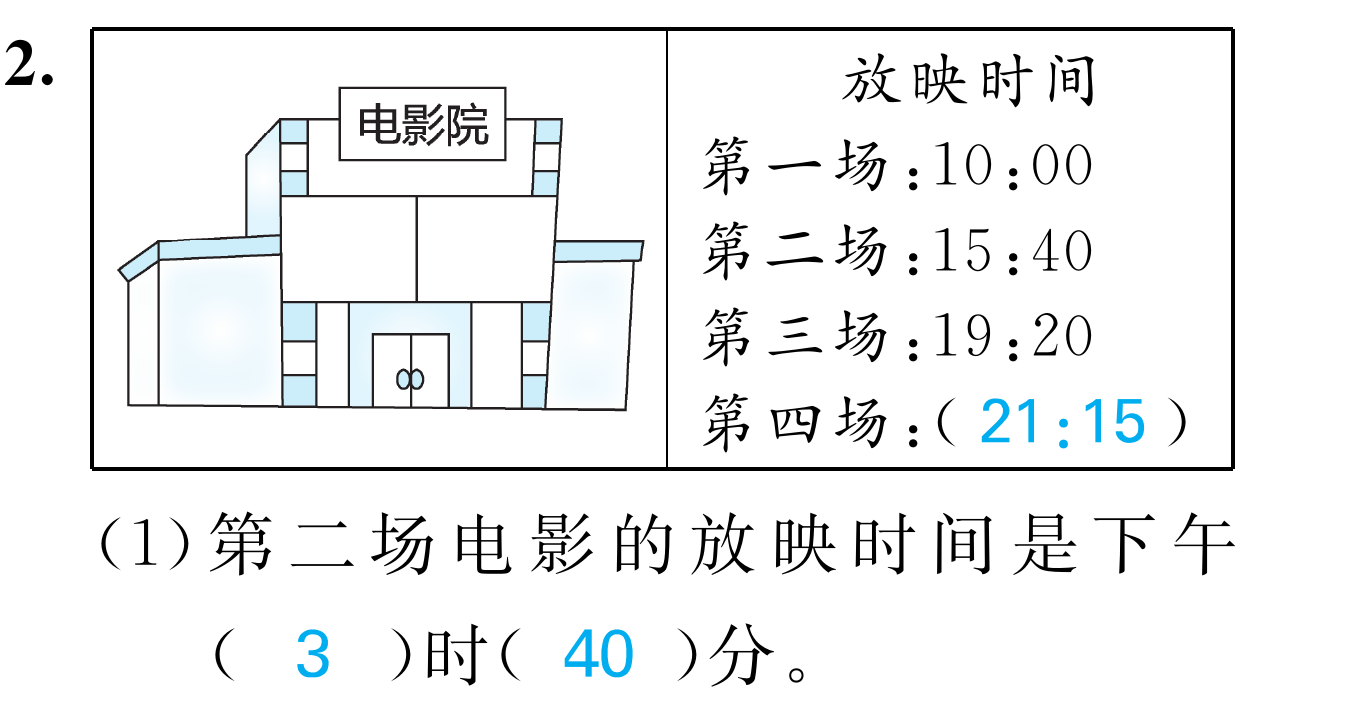 2.
电影院
放映时间
第一场:10:00
第二场:15:40
第三场:19:20
第四场:( 21:15 )
(1)第二场电影的放映时间是下午
( 3 )时( 40 )分。